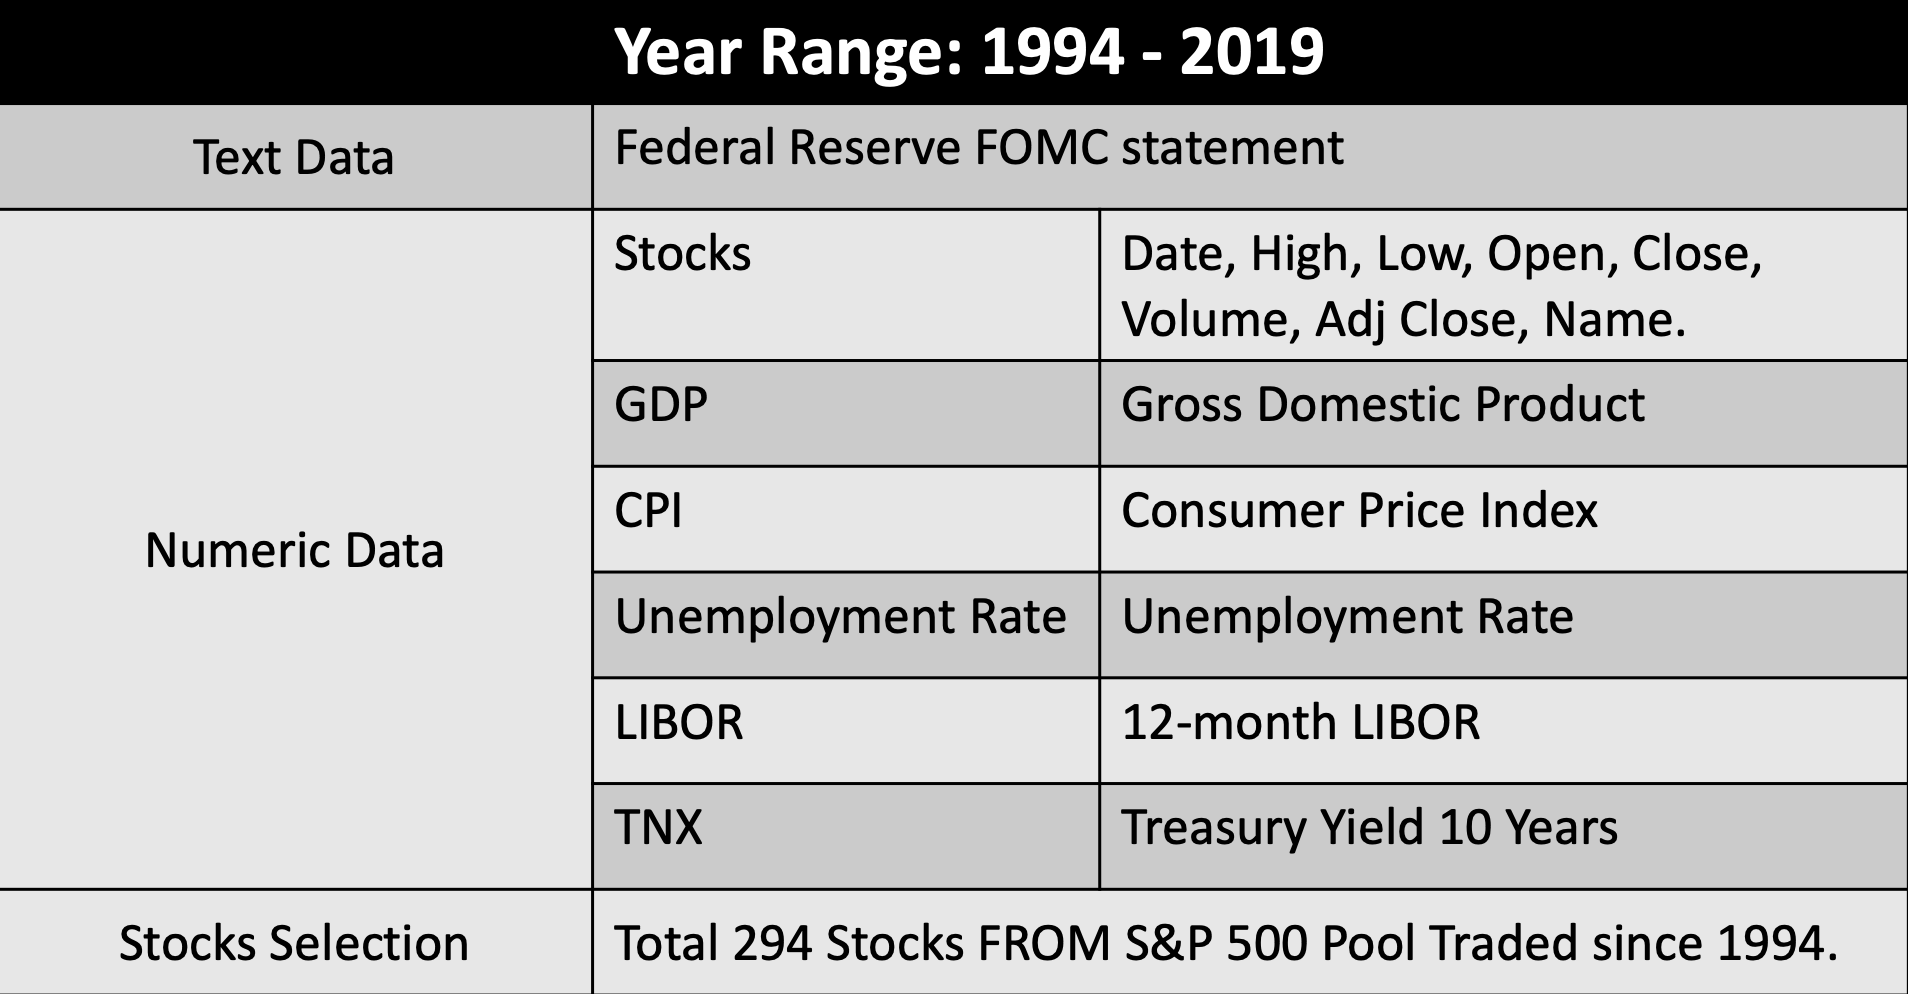 Year Range: 1994 - 2019
Text Data
Federal Reserve FOMC statement
Numeric Data
Stocks
Date, High, Low, Open, Close,
Volume, Adj Close, Name.
GDP
Gross Domestic Product
CPI
Consumer Price Index
Unemployment Rate
Unemployment Rate
LIBOR
12-month LIBOR
TNX
Treasury Yield 10 Years
Stocks Selection
Total 294 Stocks FROM S&P 500 Pool Traded since 1994.